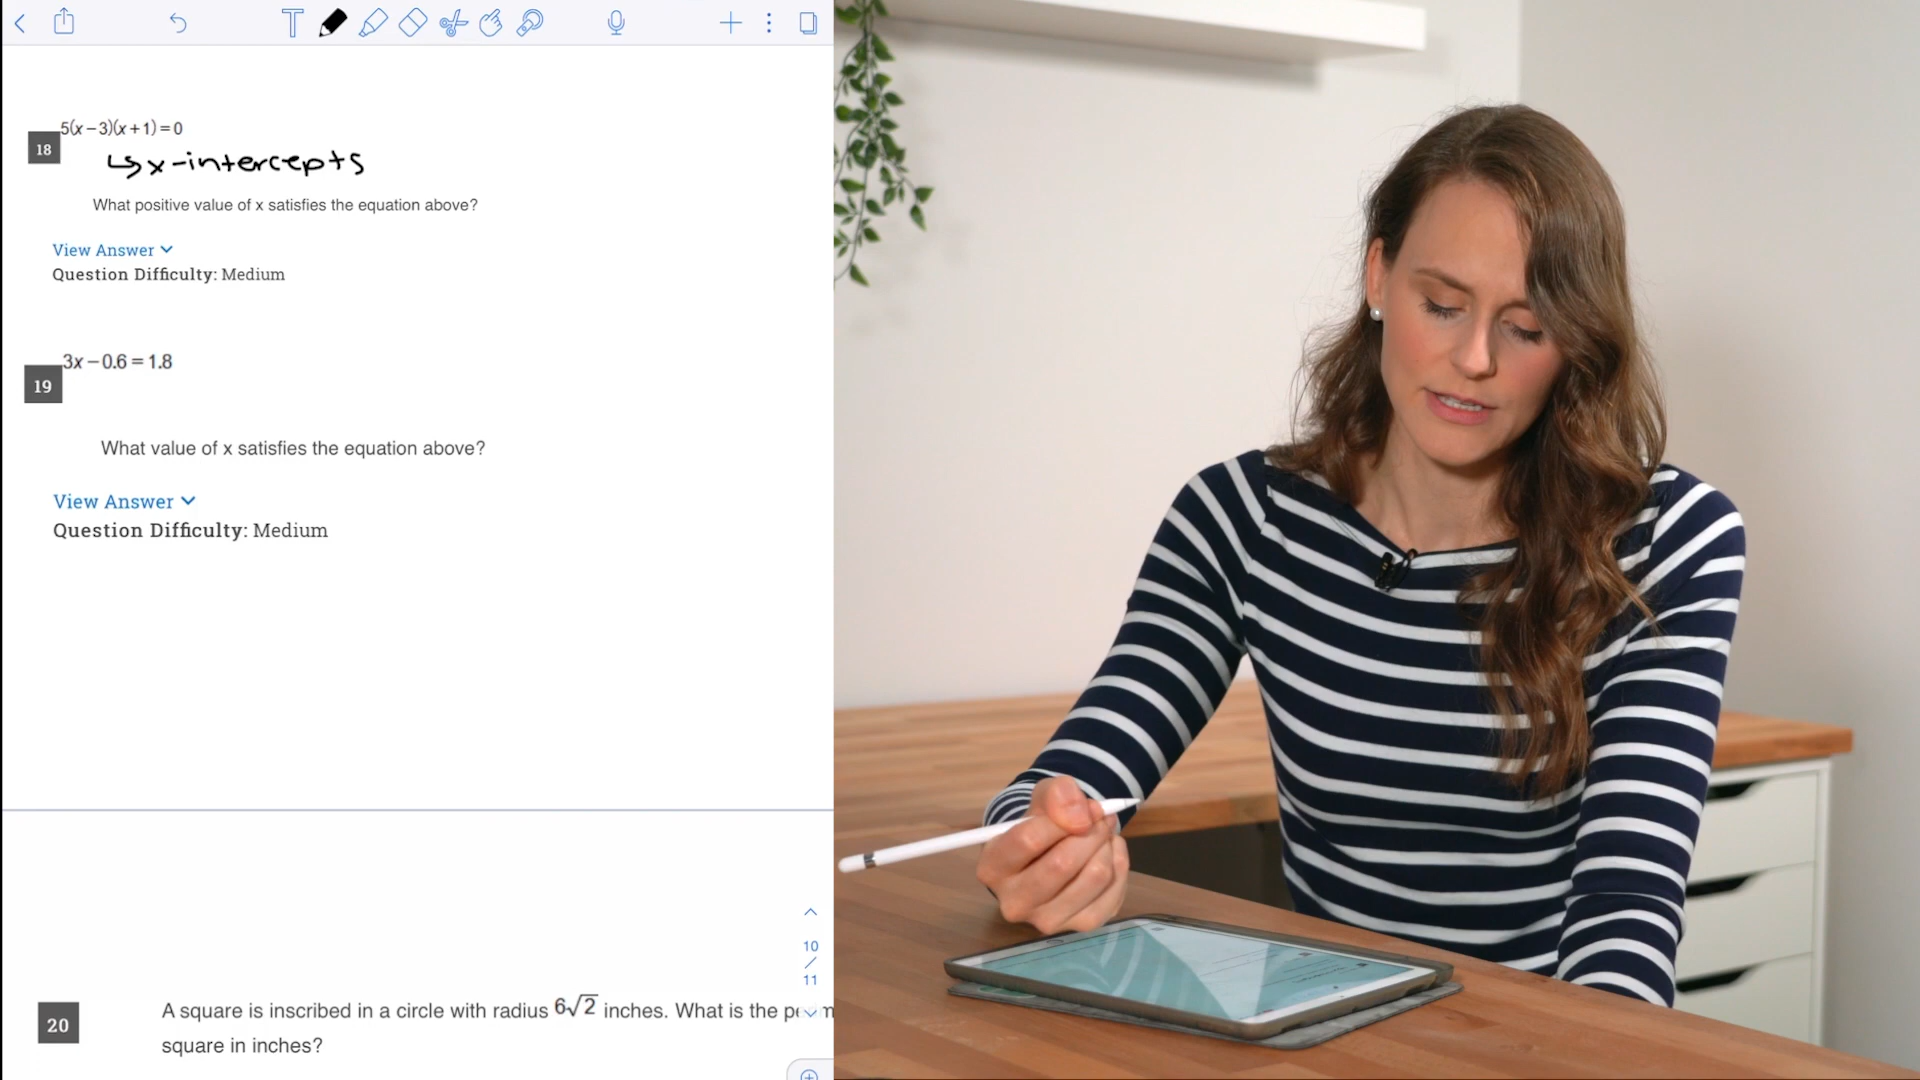 5(x – 3)(x + 1) = 0
18
↳x-intercepts
What positive value of x satisfies the equation above?
View Answer
Question Difficulty: Medium
3x – 0.6 = 1.8
19
What value of x satisfies the equation above?
View Answer
Question Difficulty: Medium
10
/
11
20
A square is inscribed in a circle with radius 6√2 inches. What is the
square in inches?